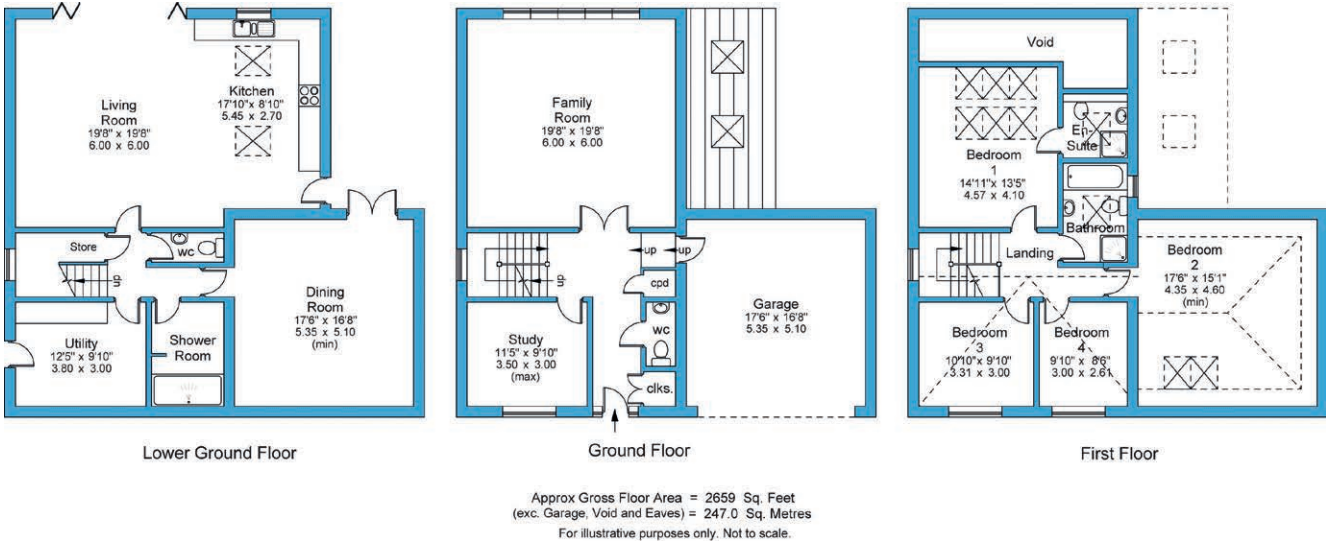 Living
Room
19'8" x 19'8"
6.00 x 6.00
Kitchen
17'10"x 8'10"
5.45 x 2.70
Store
wc
dn
Utility
12'5" x 9'10"
3.80 x 3.00
Shower
Room
Dining
Room
17'6" x 16'8"
5.35 x 5.10
(min)
Lower Ground Floor
Family
Room
19'8" x 19'8"
6.00 x 6.00
up
up
dn
cpd
wc
clks.
Study
11'5" x 9'10"
3.50 x 3.00
(max)
Garage
17'6" x 16'8"
5.35 x 5.10
Ground Floor
Void
Bedroom
1
14'11"x 13'5"
4.57 x 4.10
En-
Suite
Bathroom
Landing
Bedroom
2
17'6" x 15'1"
4.35 x 4.60
(min)
Bedroom
3
10'10"x 9'10"
3.31 x 3.00
Bedroom
4
9'10" x 8'6"
3.00 x 2.61
First Floor
Approx Gross Floor Area = 2659 Sq. Feet
(exc. Garage, Void and Eaves) = 247.0 Sq. Metres
For illustrative purposes only. Not to scale.